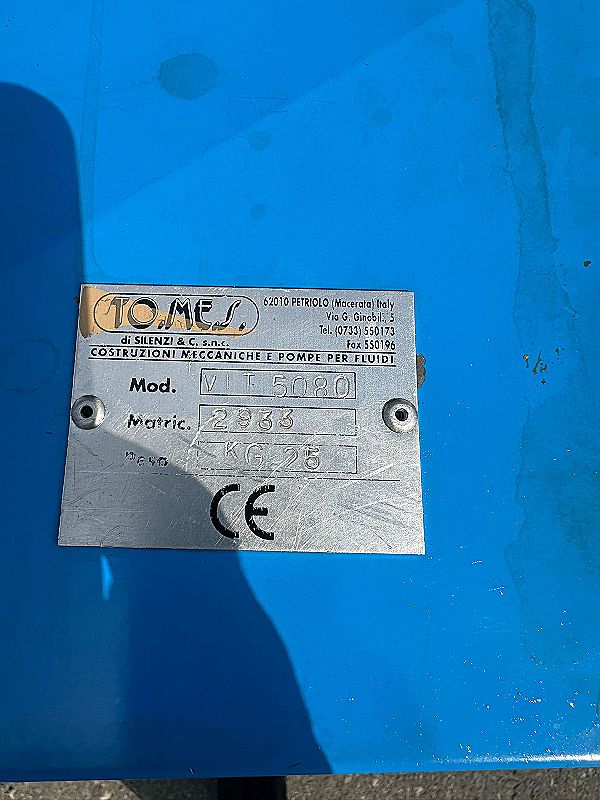 TO.MES.
di SILENZI & C. s.n.c.
62010 PETRIOLO (Macerata) Italy
Via G. Ginobili, 5
Tel. (0733) 550173
Fax 550196
COSTRUZIONI MECCANICHE E POMPE PER FLUIDI
Mod. VIT 5080
Matric. 2933
Peso KG 25
CE